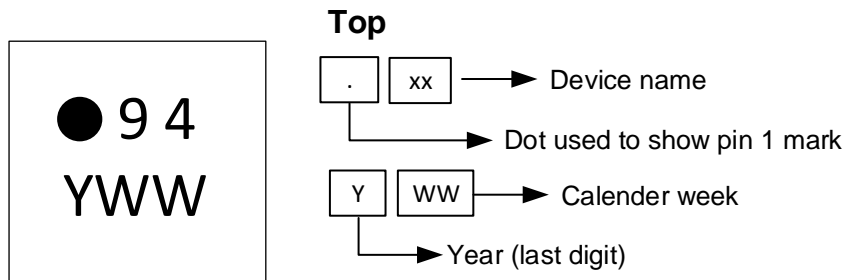 Top
. xx Device name
●94
Dot used to show pin 1 mark
YWW
Y WW Calender week
Year (last digit)